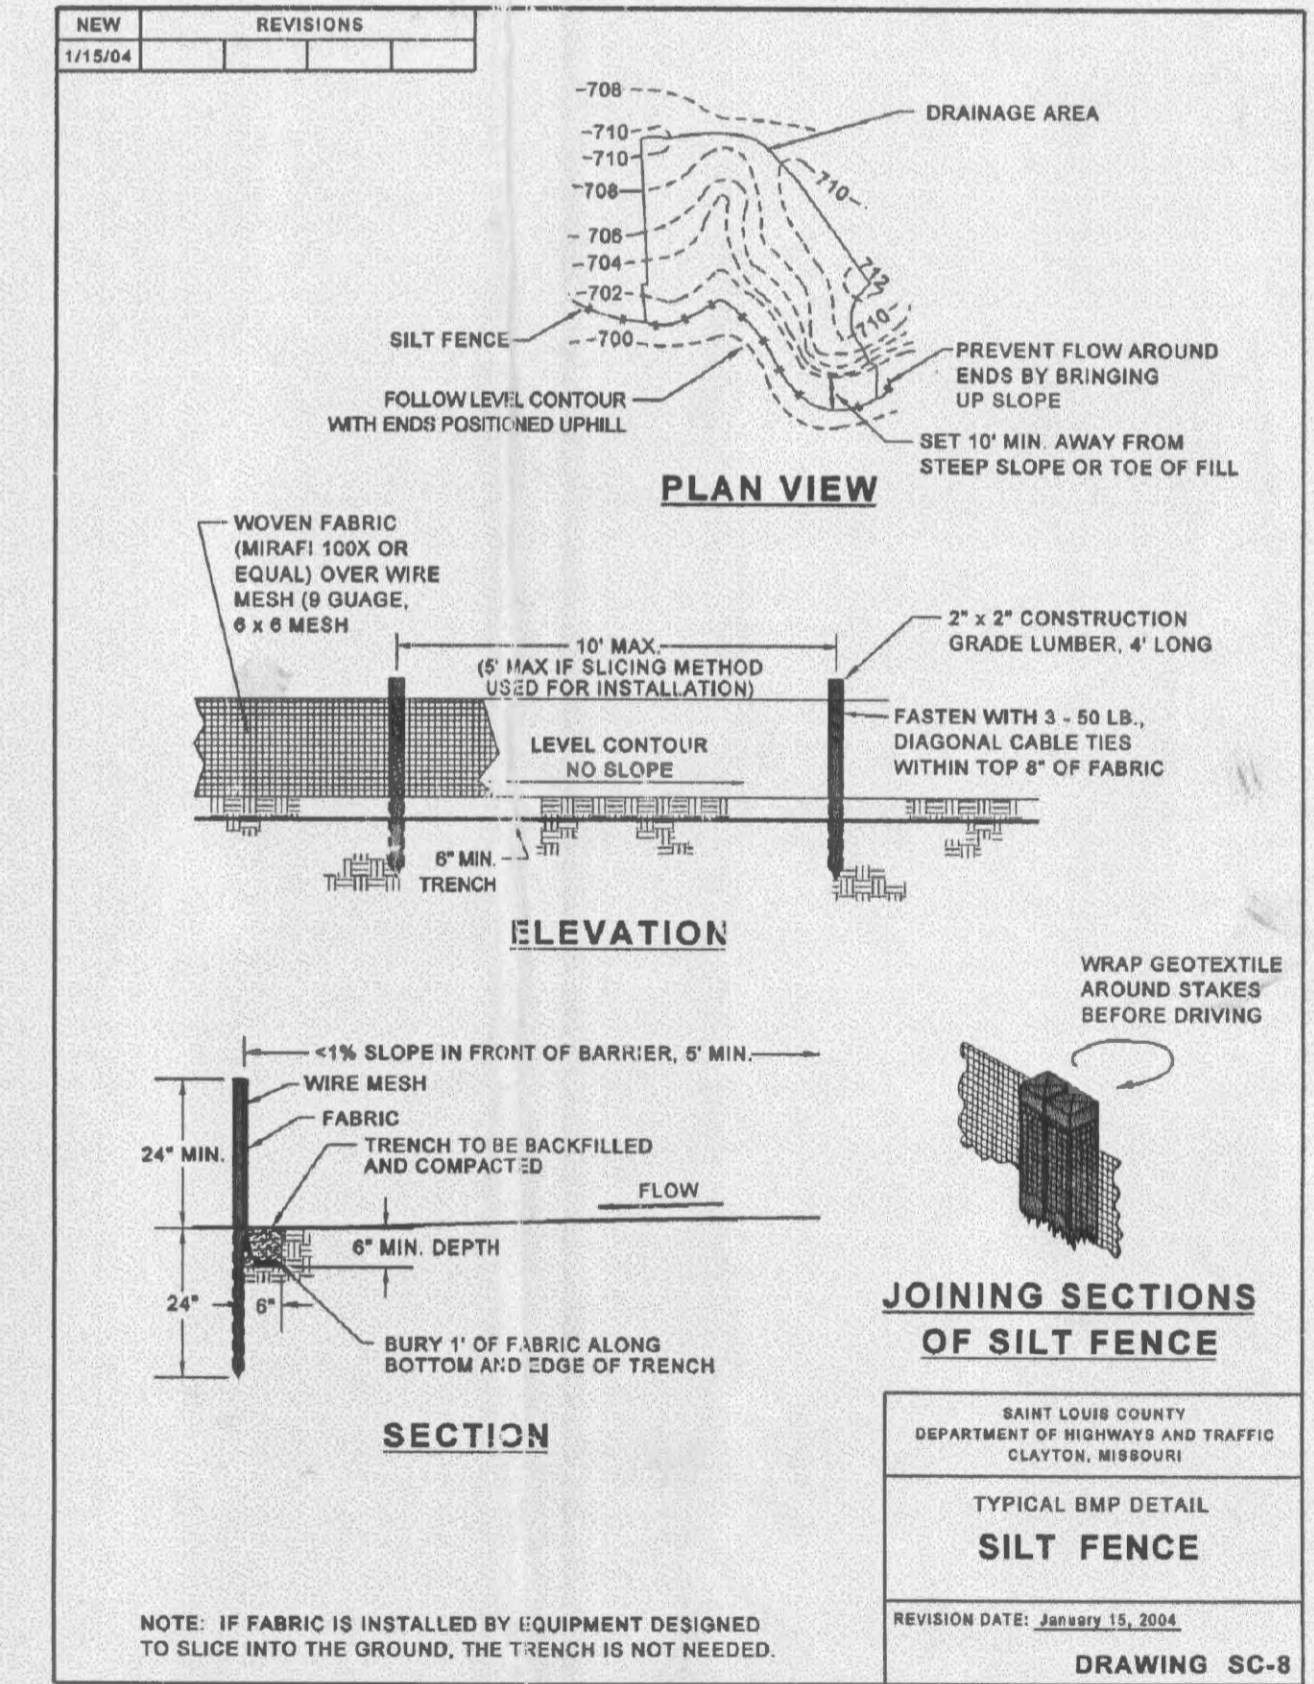 NEW REVISIONS
1/15/04
-708
-710
-710
-708
-706
-704
-702
-700
710
712
710
DRAINAGE AREA
SILT FENCE
FOLLOW LEVEL CONTOUR
WITH ENDS POSITIONED UPHILL
PREVENT FLOW AROUND
ENDS BY BRINGING
UP SLOPE
SET 10' MIN. AWAY FROM
STEEP SLOPE OR TOE OF FILL
PLAN VIEW
WOVEN FABRIC
(MIRAFI 100X OR
EQUAL) OVER WIRE
MESH (9 GUAGE,
6 x 6 MESH
10' MAX.
(5' MAX IF SLICING METHOD
USED FOR INSTALLATION)
2" x 2" CONSTRUCTION
GRADE LUMBER, 4' LONG
LEVEL CONTOUR
NO SLOPE
FASTEN WITH 3 - 50 LB.,
DIAGONAL CABLE TIES
WITHIN TOP 8" OF FABRIC
6" MIN.
TRENCH
ELEVATION
<1% SLOPE IN FRONT OF BARRIER, 5' MIN.
WIRE MESH
FABRIC
24" MIN.
TRENCH TO BE BACKFILLED
AND COMPACTED
FLOW
6" MIN. DEPTH
24"
6"
BURY 1' OF FABRIC ALONG
BOTTOM AND EDGE OF TRENCH
SECTION
WRAP GEOTEXTILE
AROUND STAKES
BEFORE DRIVING
JOINING SECTIONS
OF SILT FENCE
SAINT LOUIS COUNTY
DEPARTMENT OF HIGHWAYS AND TRAFFIC
CLAYTON, MISSOURI
TYPICAL BMP DETAIL
SILT FENCE
REVISION DATE: January 15, 2004
DRAWING SC-8
NOTE: IF FABRIC IS INSTALLED BY EQUIPMENT DESIGNED
TO SLICE INTO THE GROUND, THE TRENCH IS NOT NEEDED.